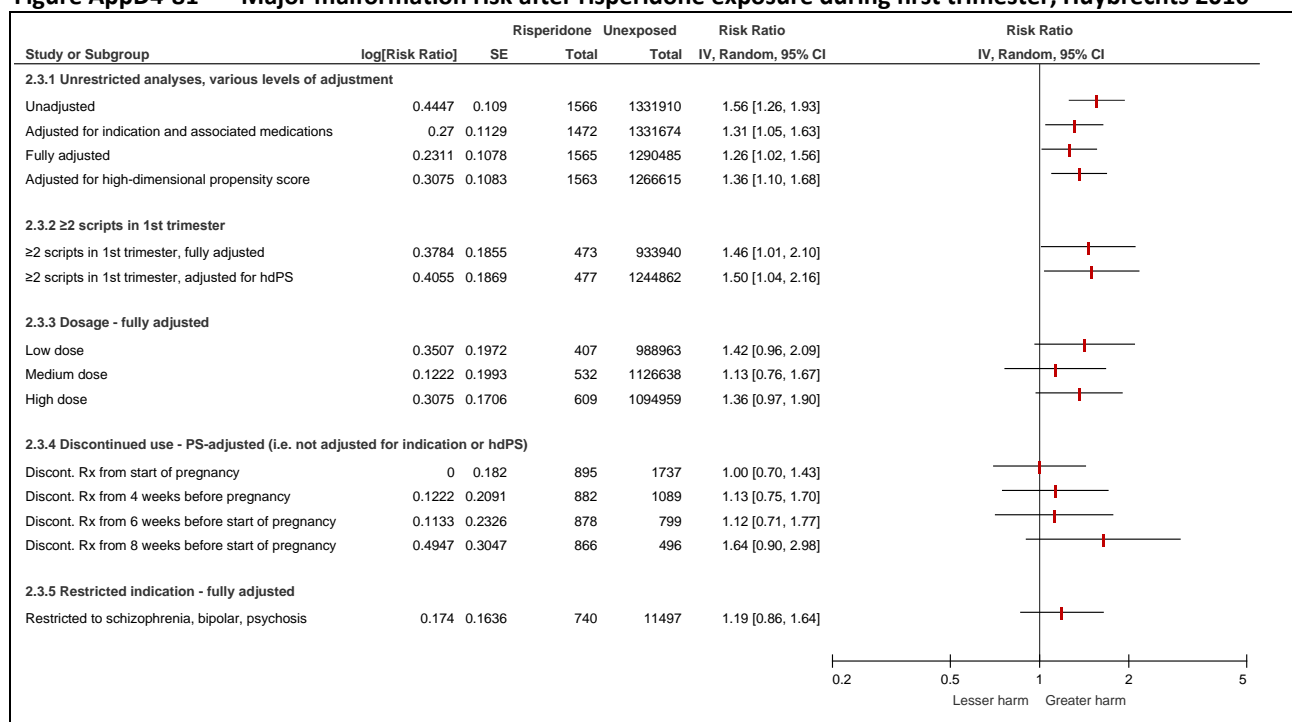 Figure AppD4-81 Major malformation risk after risperidone exposure during first trimester, Huybrechts 2016
Risperidone Unexposed Risk Ratio Risk Ratio
Study or Subgroup log[Risk Ratio] SE Total Total IV, Random, 95% CI IV, Random, 95% CI
2.3.1 Unrestricted analyses, various levels of adjustment
Unadjusted 0.4447 0.109 1566 1331910 1.56 [1.26, 1.93]
Adjusted for indication and associated medications 0.27 0.1129 1472 1331674 1.31 [1.05, 1.63]
Fully adjusted 0.2311 0.1078 1565 1290485 1.26 [1.02, 1.56]
Adjusted for high-dimensional propensity score 0.3075 0.1083 1563 1266615 1.36 [1.10, 1.68]
2.3.2 ≥2 scripts in 1st trimester
≥2 scripts in 1st trimester, fully adjusted 0.3784 0.1855 473 933940 1.46 [1.01, 2.10]
≥2 scripts in 1st trimester, adjusted for hdPS 0.4055 0.1869 477 1244862 1.50 [1.04, 2.16]
2.3.3 Dosage - fully adjusted
Low dose 0.3507 0.1972 407 988963 1.42 [0.96, 2.09]
Medium dose 0.1222 0.1993 532 1126638 1.13 [0.76, 1.67]
High dose 0.3075 0.1706 609 1094959 1.36 [0.97, 1.90]
2.3.4 Discontinued use - PS-adjusted (i.e. not adjusted for indication or hdPS)
Discont. Rx from start of pregnancy 0 0.182 895 1737 1.00 [0.70, 1.43]
Discont. Rx from 4 weeks before pregnancy 0.1222 0.2091 882 1089 1.13 [0.75, 1.70]
Discont. Rx from 6 weeks before start of pregnancy 0.1133 0.2326 878 799 1.12 [0.71, 1.77]
Discont. Rx from 8 weeks before start of pregnancy 0.4947 0.3047 866 496 1.64 [0.90, 2.98]
2.3.5 Restricted indication - fully adjusted
Restricted to schizophrenia, bipolar, psychosis 0.174 0.1636 740 11497 1.19 [0.86, 1.64]
0.2 0.5 1 2 5
Lesser harm Greater harm